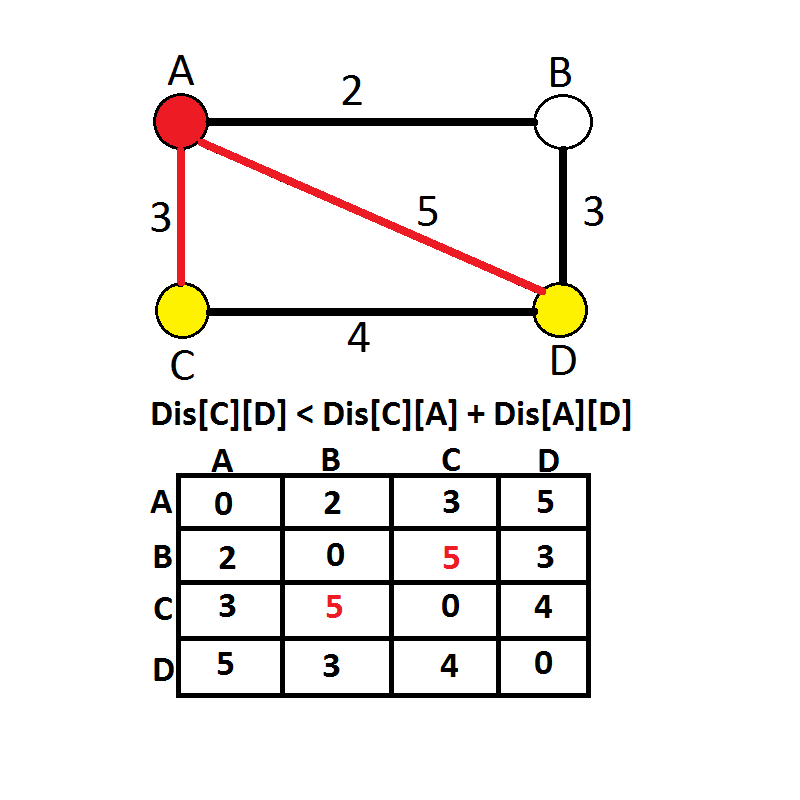 A B
2
3 5 3
4
C D
Dis[C][D] < Dis[C][A] + Dis[A][D]
A B C D
A 0 2 3 5
B 2 0 5 3
C 3 5 0 4
D 5 3 4 0